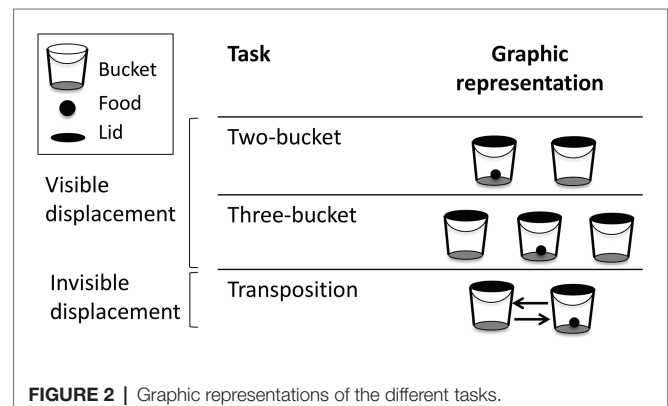 Bucket
Food
Lid
Task
Graphic
representation
Visible
displacement
Two-bucket
Three-bucket
Invisible
displacement
Transposition
FIGURE 2 | Graphic representations of the different tasks.